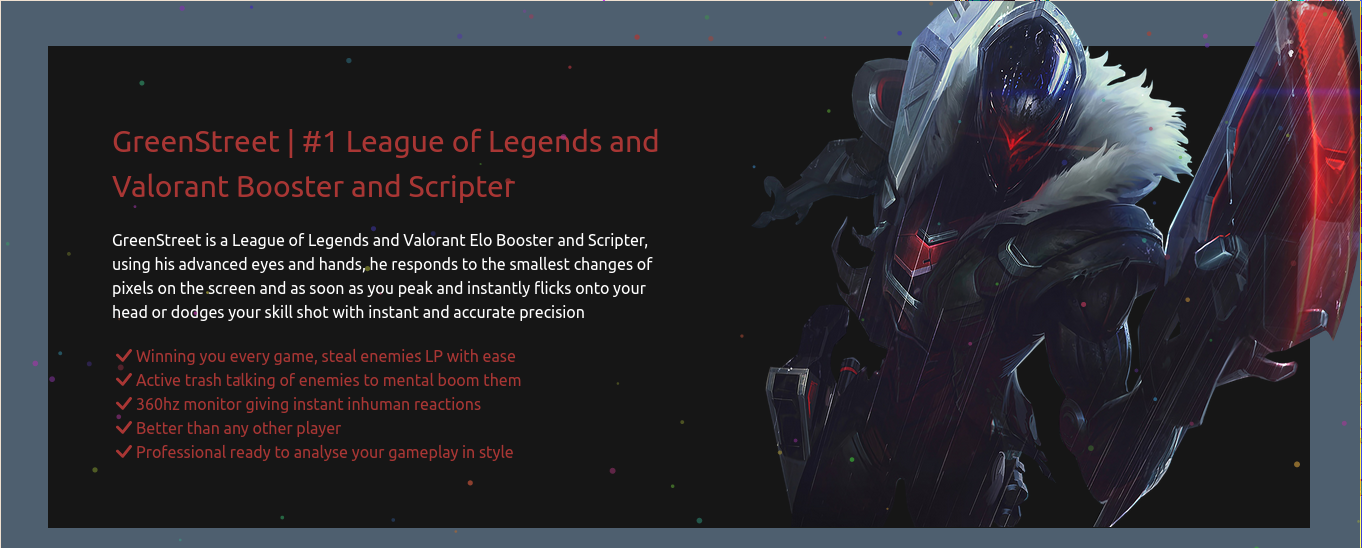 GreenStreet | #1 League of Legends and
Valorant Booster and Scripter
GreenStreet is a League of Legends and Valorant Elo Booster and Scripter,
using his advanced eyes and hands, he responds to the smallest changes of
pixels on the screen and as soon as you peak and instantly flicks onto your
head or dodges your skill shot with instant and accurate precision
Winning you every game, steal enemies LP with ease
Active trash talking of enemies to mental boom them
360hz monitor giving instant inhuman reactions
Better than any other player
Professional ready to analyse your gameplay in style